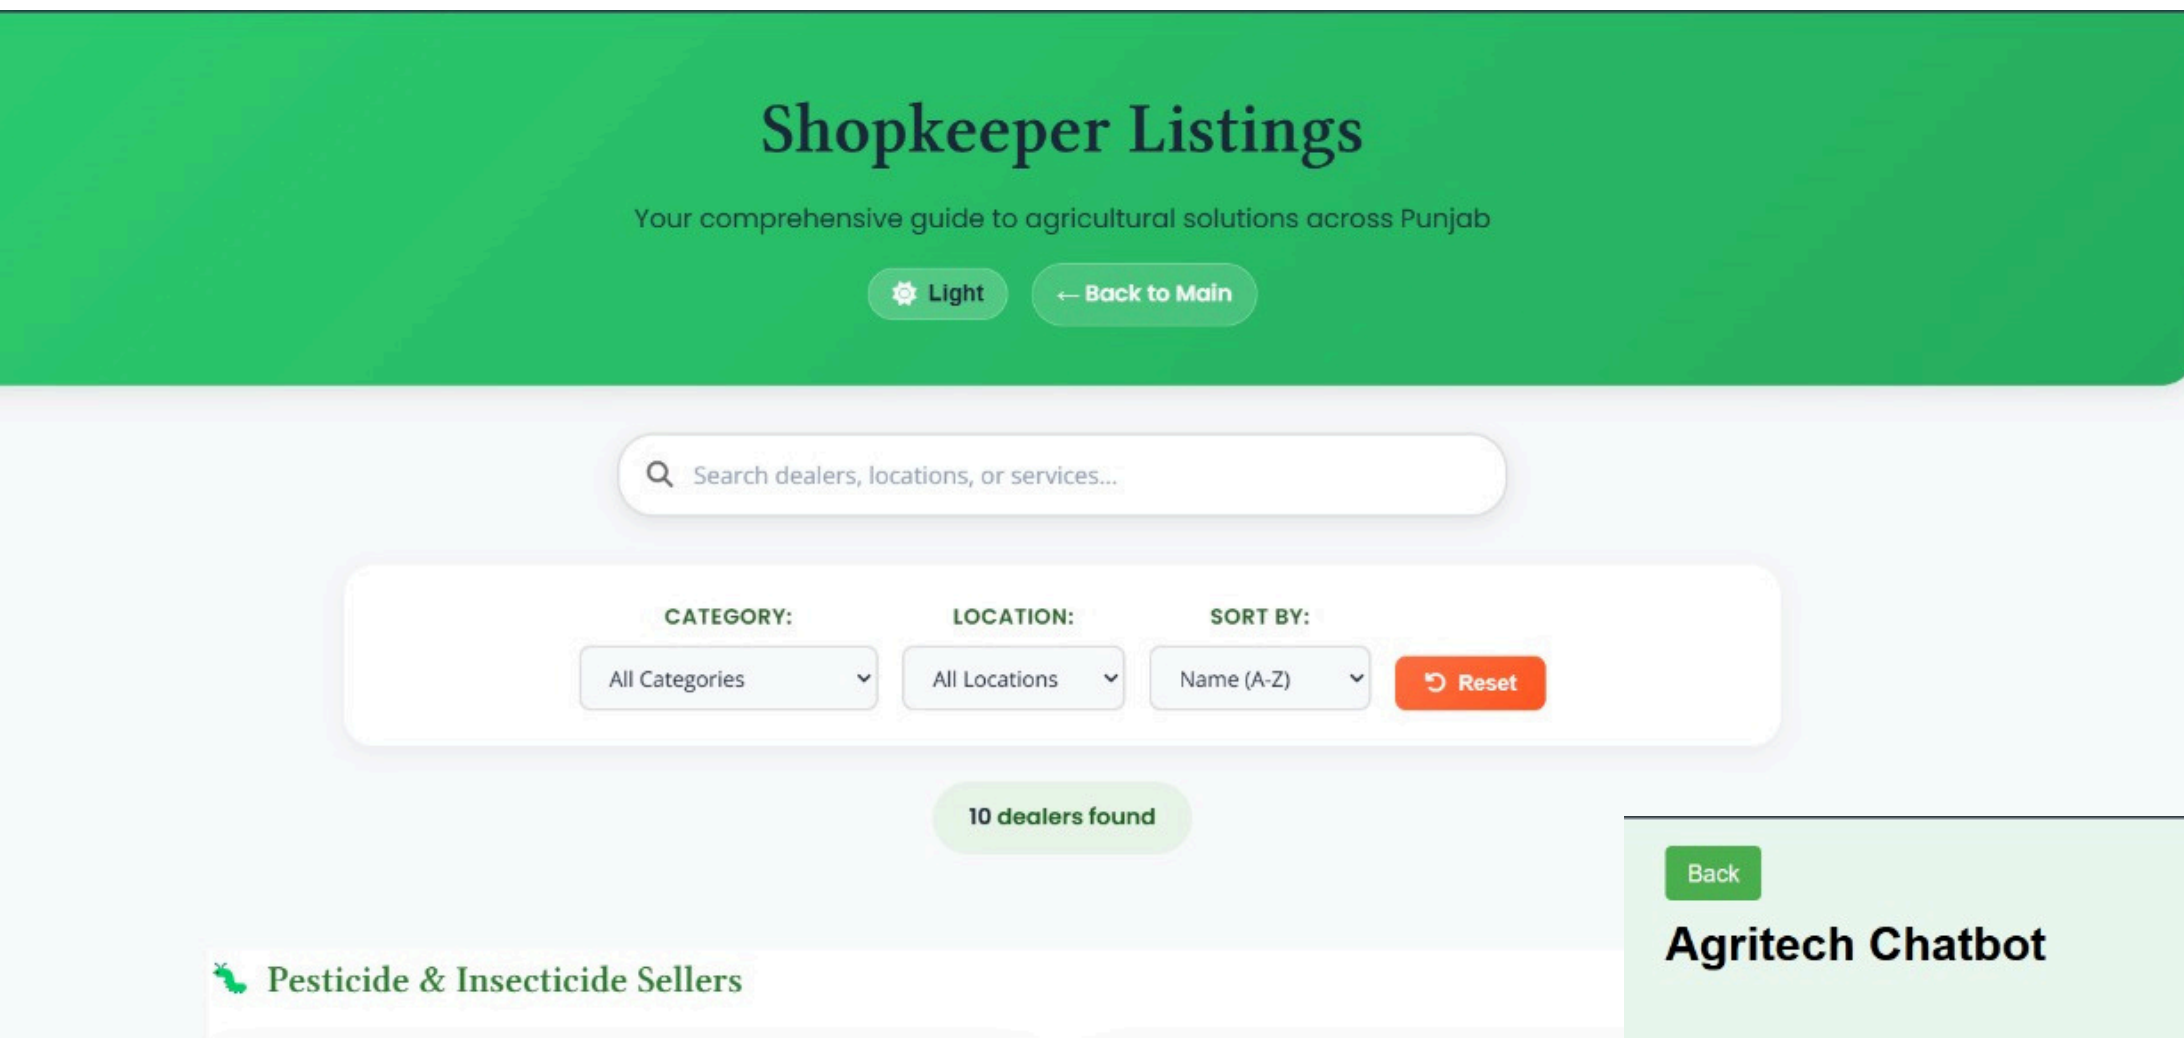 Shopkeeper Listings
Your comprehensive guide to agricultural solutions across Punjab
Light
← Back to Main
Search dealers, locations, or services...
CATEGORY: LOCATION: SORT BY:
All Categories All Locations Name (A-Z) Reset
10 dealers found
Pesticide & Insecticide Sellers
Back
Agritech Chatbot